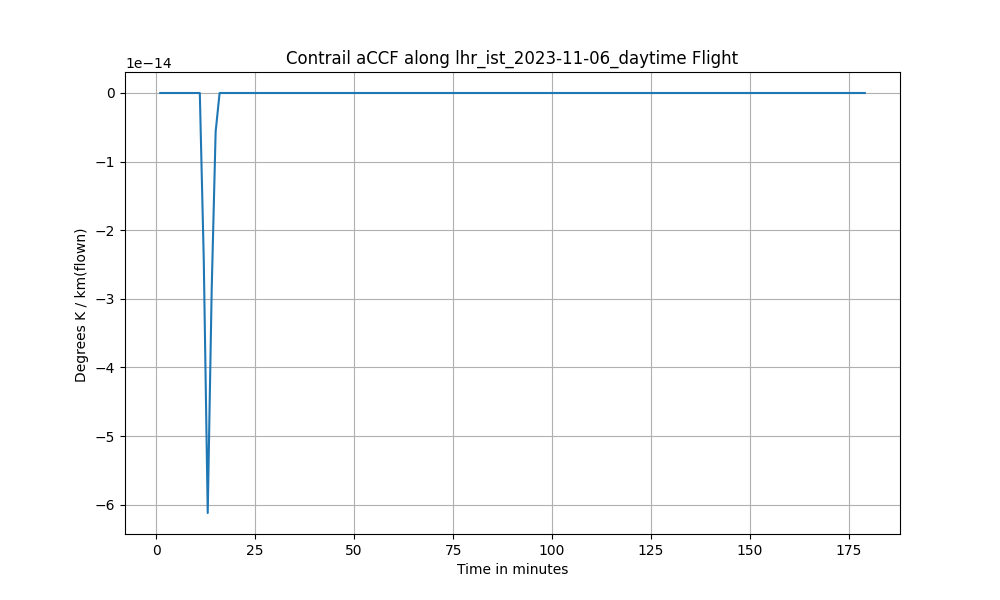 Contrail aCCF along lhr_ist_2023-11-06_daytime Flight
1e−14
0
−1
−2
−3
−4
−5
−6
Degrees K / km(flown)
0 25 50 75 100 125 150 175
Time in minutes